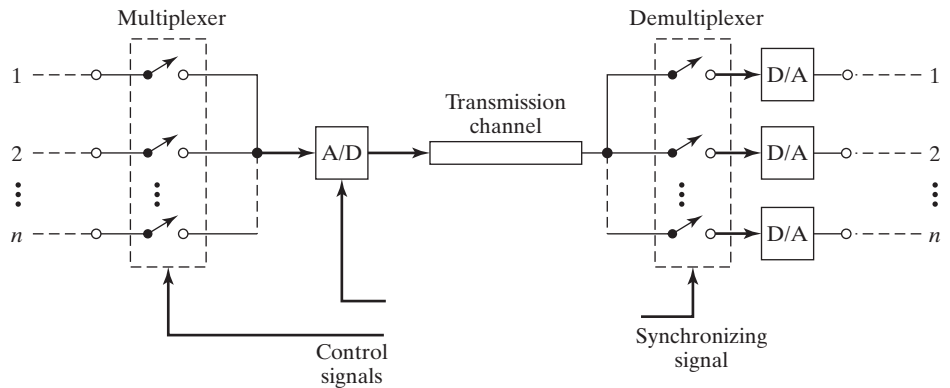 Multiplexer
Demultiplexer
1
D/A
1
Transmission
channel
2
A/D
D/A
2
n
D/A
n
Control
signals
Synchronizing
signal